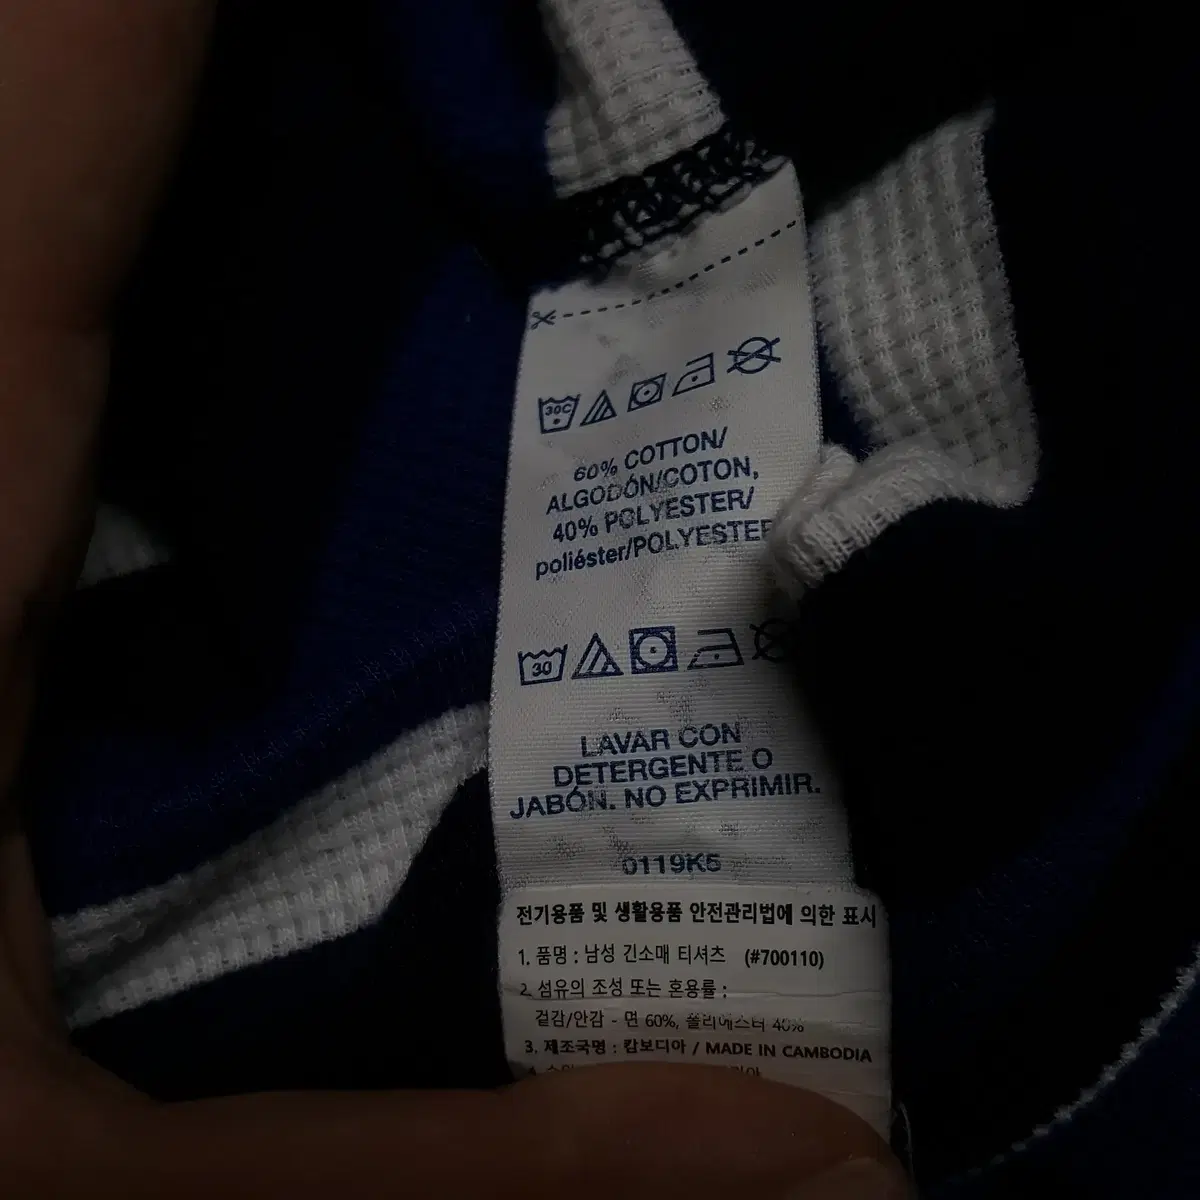 30C
60% COTTON/
ALGODÓN/COTON,
40% POLYESTER/
poliéster/POLYESTER
30
LAVAR CON
DETERGENTE O
JABÓN. NO EXPRIMIR.
0119K5
전기용품 및 생활용품 안전관리법에 의한 표시
1. 품명 : 남성 긴소매 티셔츠 (#700110)
2. 섬유의 조성 또는 혼용률 :
겉감/안감 - 면 60%, 폴리에스터 40%
3. 제조국명 : 캄보디아 / MADE IN CAMBODIA